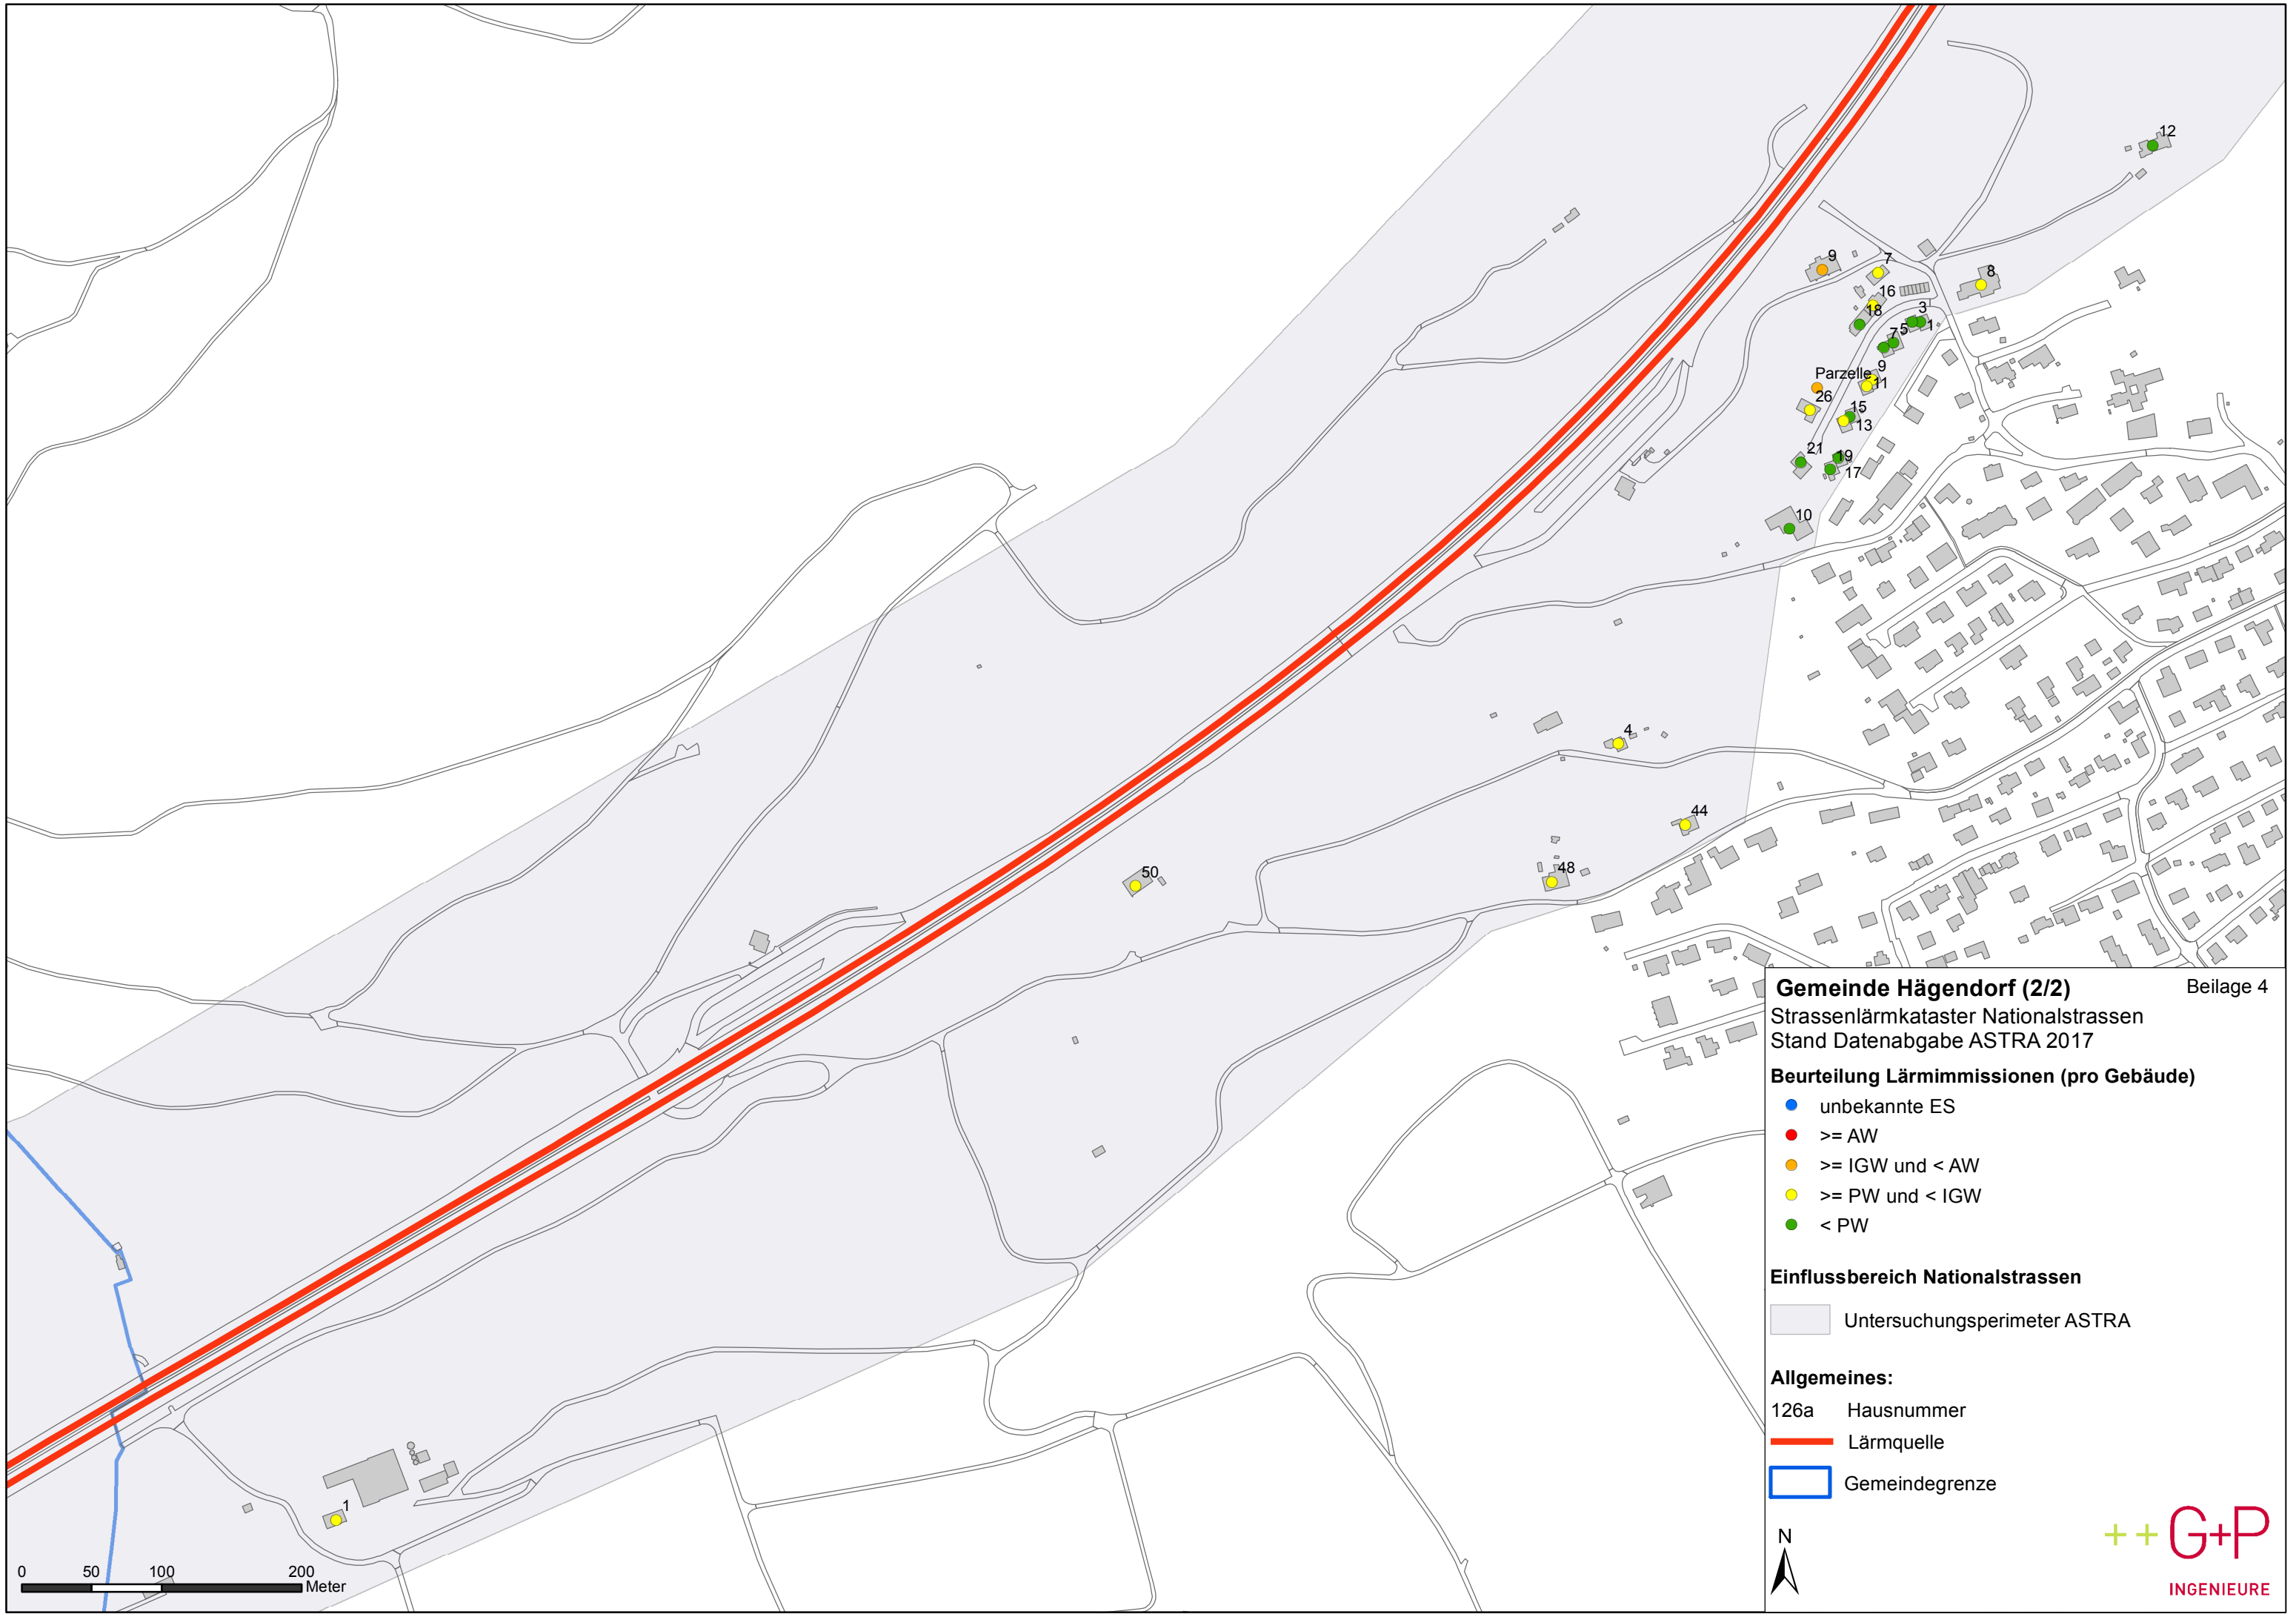 12
9
7
8
16
3
18
1
5
7
9
Parzelle
11
26
15
13
21
19
17
10
4
44
50
48
1
0 50 100 200
Meter
Gemeinde Hägendorf (2/2) Beilage 4
Strassenlärmkataster Nationalstrassen
Stand Datenabgabe ASTRA 2017
Beurteilung Lärmimmissionen (pro Gebäude)
unbekannte ES
>= AW
>= IGW und < AW
>= PW und < IGW
< PW
Einflussbereich Nationalstrassen
Untersuchungsperimeter ASTRA
Allgemeines:
126a Hausnummer
Lärmquelle
Gemeindegrenze
N
++G+P
INGENIEURE